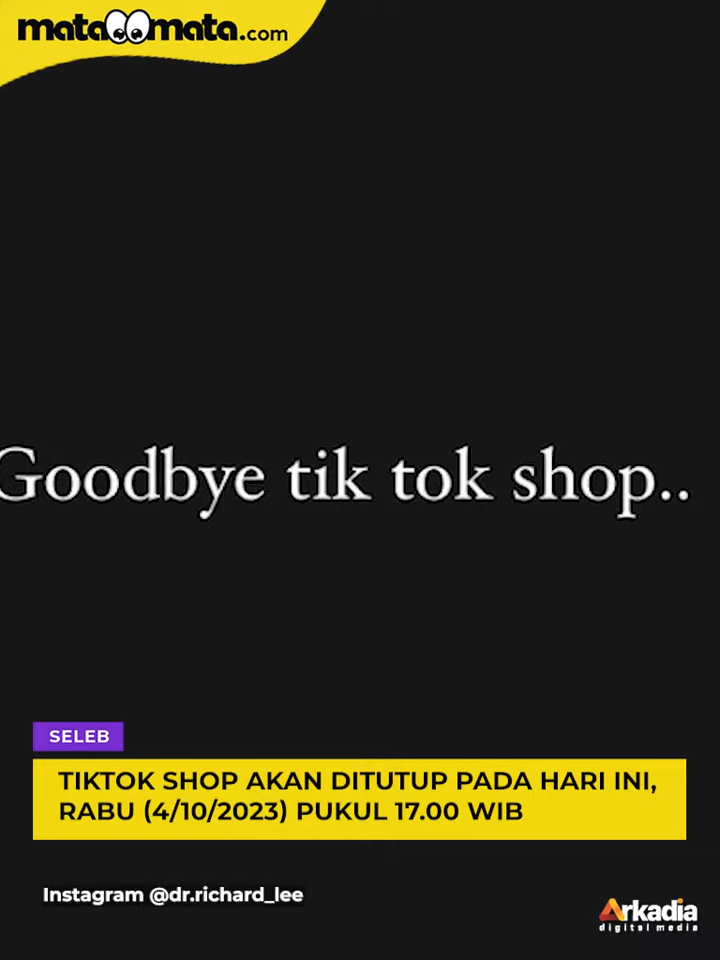 matamata.com
Goodbye tik tok shop..
SELEB
TIKTOK SHOP AKAN DITUTUP PADA HARI INI,
RABU (4/10/2023) PUKUL 17.00 WIB
Instagram @dr.richard_lee
Arkadia
digital media